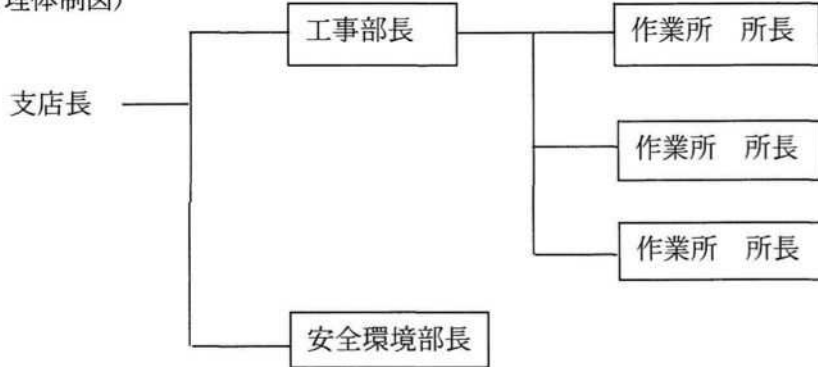 理体制図）
工事部長
作業所　所長
支店長
作業所　所長
作業所　所長
安全環境部長